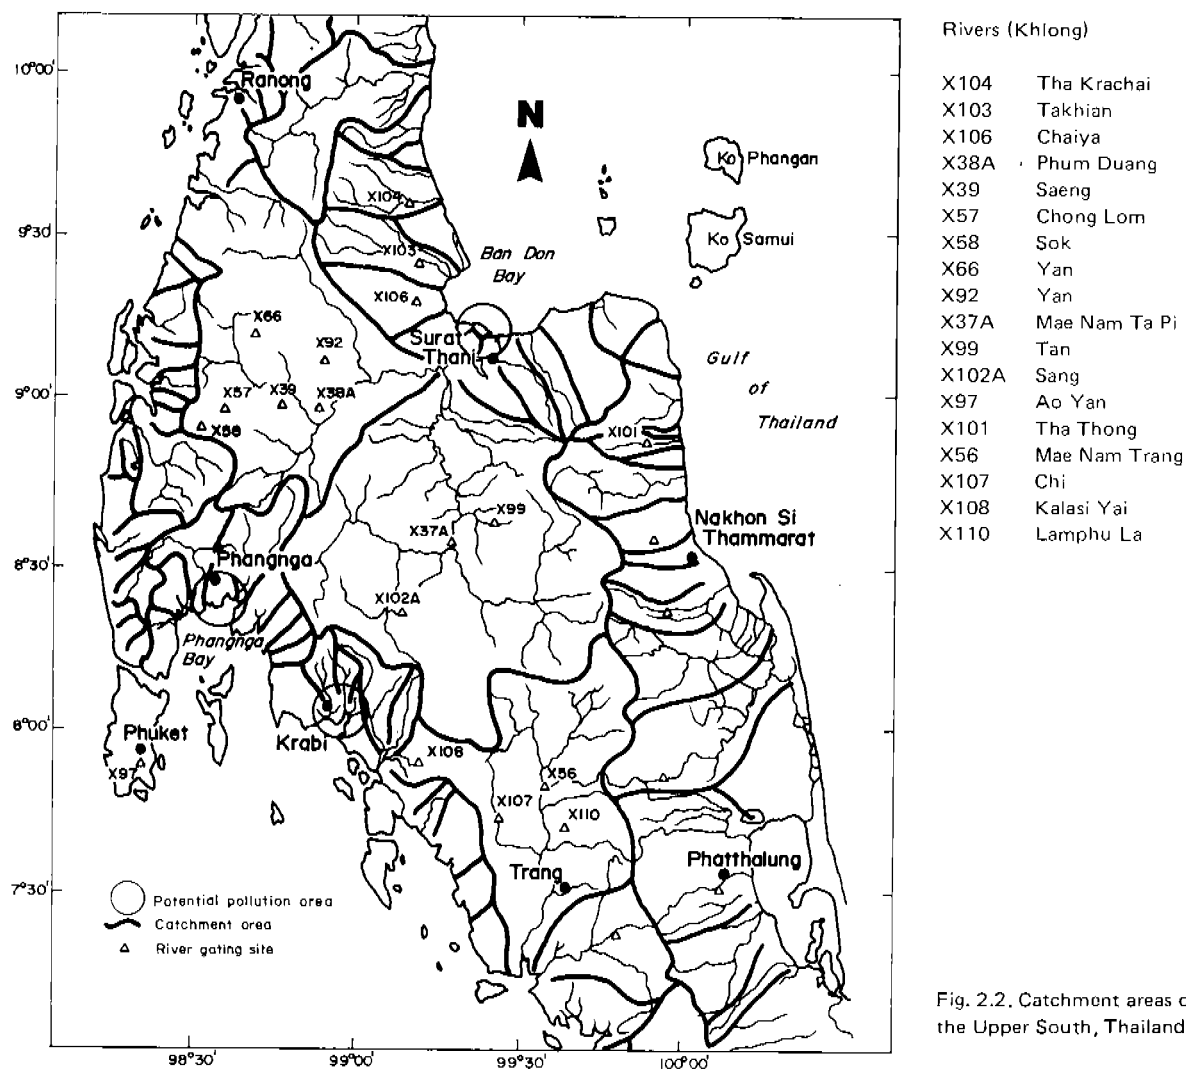 Rivers (Khlong)
X104 Tha Krachai
X103 Takhian
X106 Chaiya
X38A Phum Duang
X39 Saeng
X57 Chong Lom
X58 Sok
X66 Yan
X92 Yan
X37A Mae Nam Ta Pi
X99 Tan
X102A Sang
X97 Ao Yan
X101 Tha Thong
X56 Mae Nam Trang
X107 Chi
X108 Kalasi Yai
X110 Lamphu La
10°00'
9°30'
9°00'
8°30'
8°00'
7°30'
98°30'
99°00'
99°30'
100°00'
N
Ranong
Ko Phangan
Ko Samui
X104
X103
X106
Ban Don
Bay
Surat
Thani
X66
X92
X57
X39
X38A
X58
Gulf
of
Thailand
X101
X99
X37A
Nakhon Si
Thammarat
Phangnga
X102A
Phangnga
Bay
Phuket
X97
Krabi
X108
X56
X107
X110
Trang
Phatthalung
Potential pollution area
Catchment area
River gating site
Fig. 2.2. Catchment areas o
the Upper South, Thailand